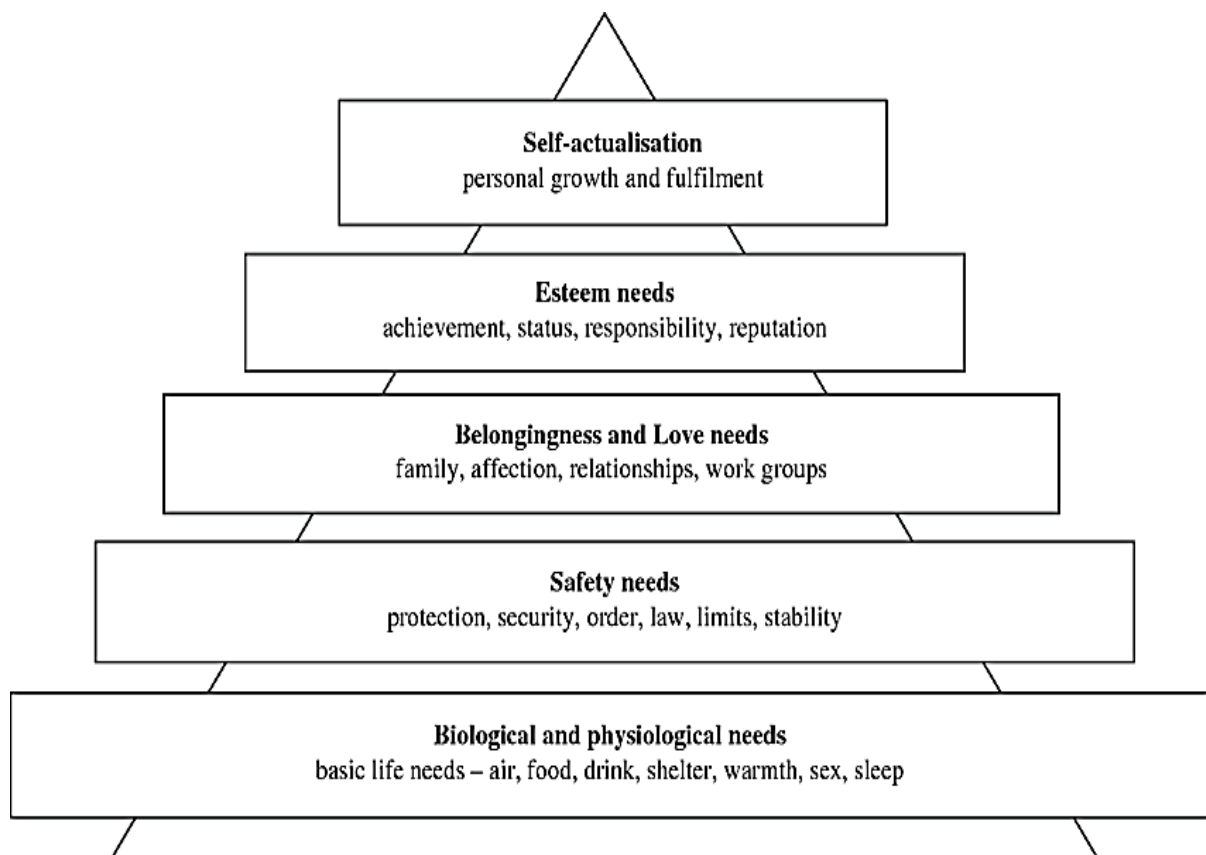 Self-actualisation
personal growth and fulfilment
Esteem needs
achievement, status, responsibility, reputation
Belongingness and Love needs
family, affection, relationships, work groups
Safety needs
protection, security, order, law, limits, stability
Biological and physiological needs
basic life needs – air, food, drink, shelter, warmth, sex, sleep